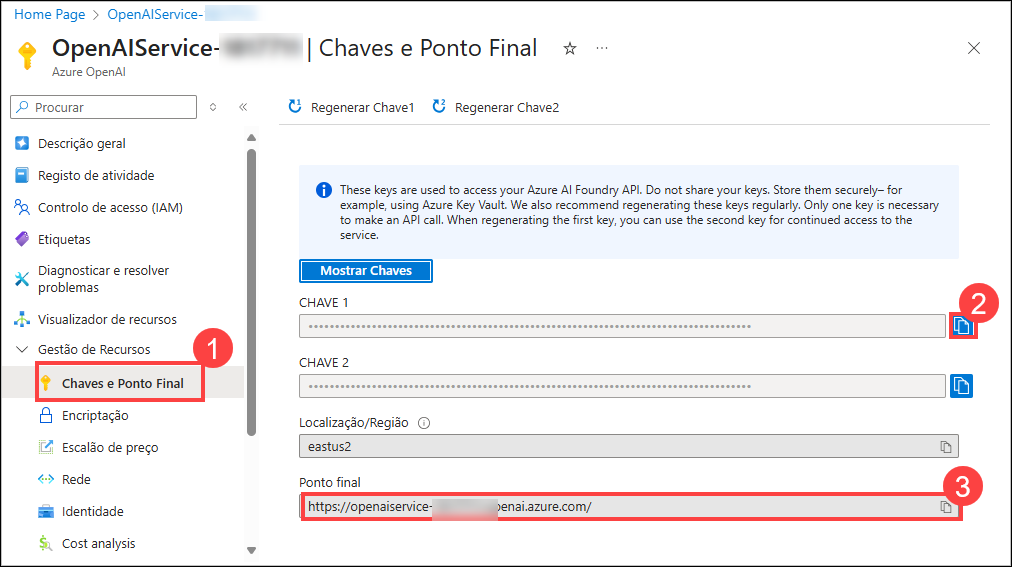 Home Page > OpenAIService-
OpenAIService- | Chaves e Ponto Final
Azure OpenAI
Procurar
Regenerar Chave1 Regenerar Chave2
Descrição geral
Registo de atividade
Controlo de acesso (IAM)
Etiquetas
Diagnosticar e resolver
problemas
Visualizador de recursos
Gestão de Recursos
1
Chaves e Ponto Final
Encriptação
Escalão de preço
Rede
Identidade
Cost analysis
These keys are used to access your Azure AI Foundry API. Do not share your keys. Store them securely– for
example, using Azure Key Vault. We also recommend regenerating these keys regularly. Only one key is necessary
to make an API call. When regenerating the first key, you can use the second key for continued access to the
service.
Mostrar Chaves
CHAVE 1
2
CHAVE 2
Localização/Região
eastus2
Ponto final
3
https://openaiservice- penai.azure.com/